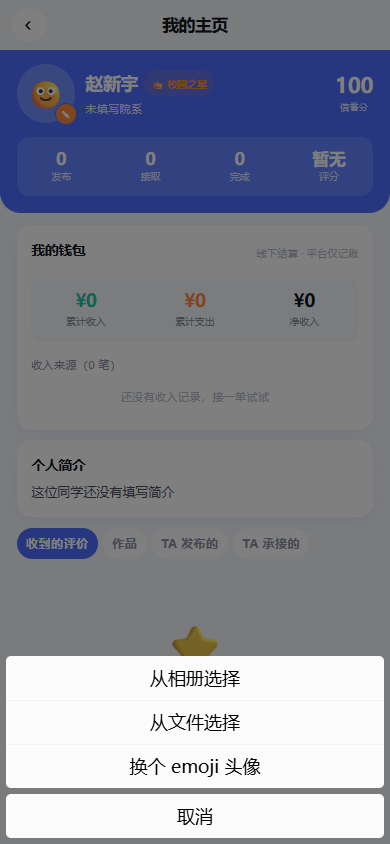 我的主页
赵新宇 校园之星
未填写院系
100
信誉分
0 0 0 暂无
发布 接取 完成 评分
我的钱包 线下结算 · 平台仅记账
¥0 ¥0 ¥0
累计收入 累计支出 净收入
收入来源（0 笔）
还没有收入记录，接一单试试
个人简介
这位同学还没有填写简介
收到的评价 作品 TA 发布的 TA 承接的
从相册选择
从文件选择
换个 emoji 头像
取消